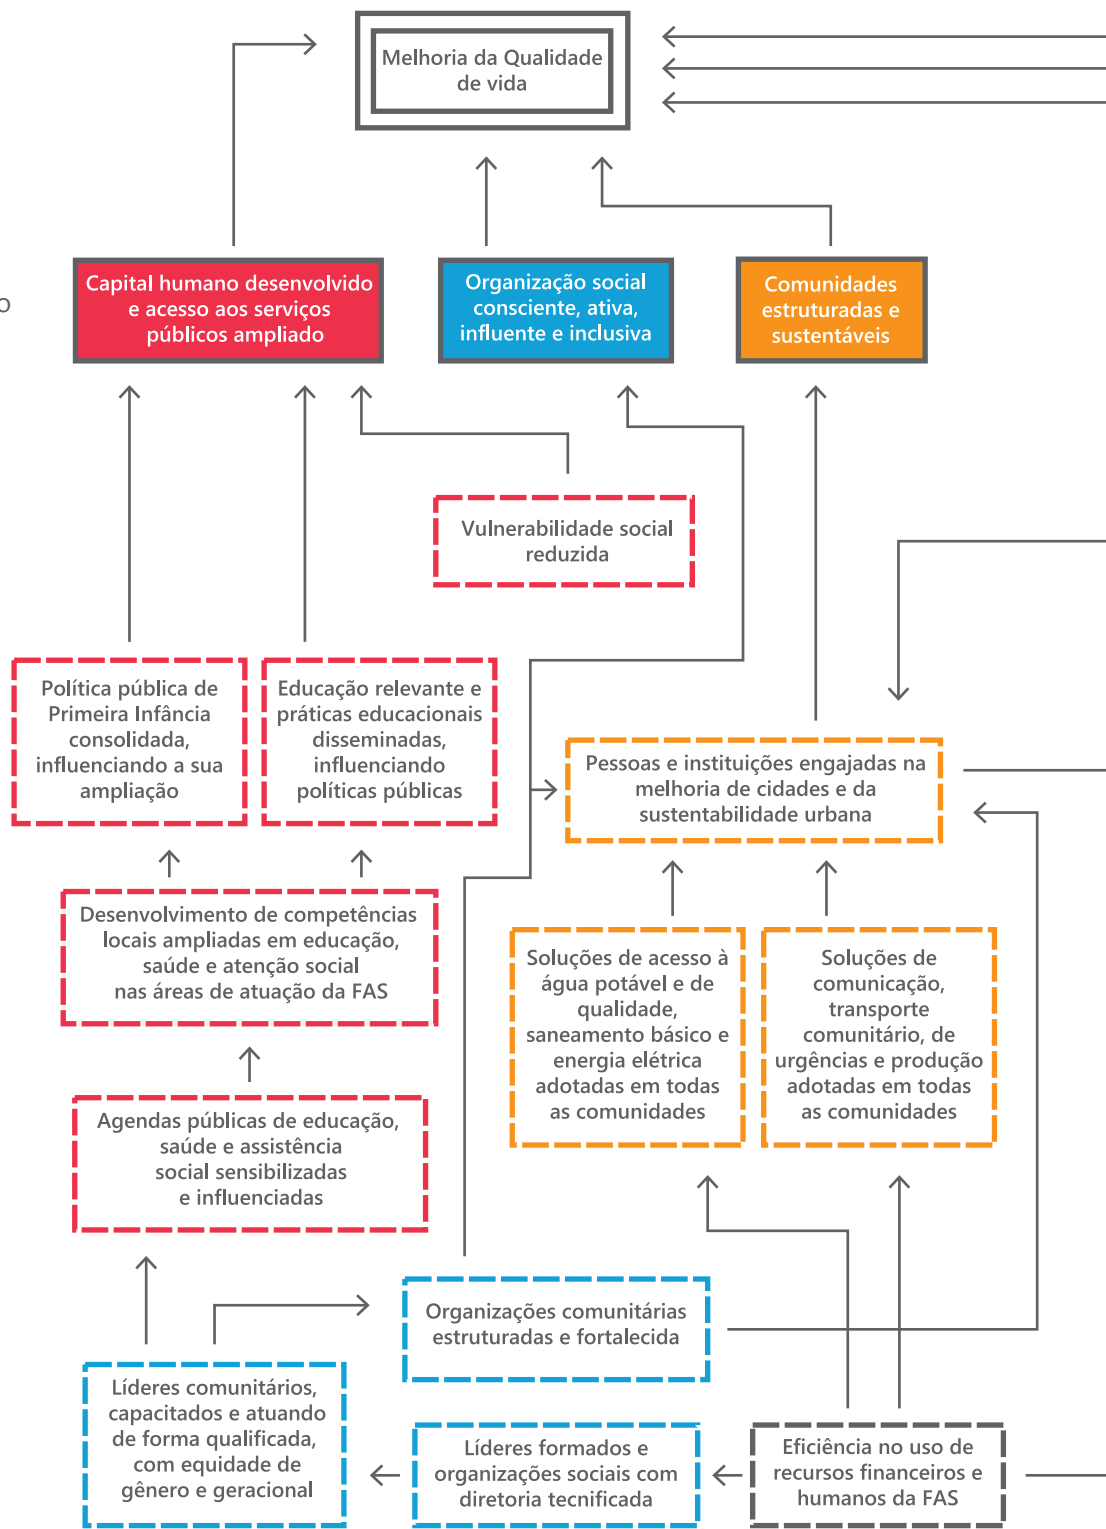 Melhoria da Qualidade
de vida
Capital humano desenvolvido
e acesso aos serviços
públicos ampliado
Organização social
consciente, ativa,
influente e inclusiva
Comunidades
estruturadas e
sustentáveis
o
Vulnerabilidade social
reduzida
Política pública de
Primeira Infância
consolidada,
influenciando a sua
ampliação
Educação relevante e
práticas educacionais
disseminadas,
influenciando
políticas públicas
Pessoas e instituições engajadas na
melhoria de cidades e da
sustentabilidade urbana
Desenvolvimento de competências
locais ampliadas em educação,
saúde e atenção social
nas áreas de atuação da FAS
Soluções de acesso à
água potável e de
qualidade,
saneamento básico e
energia elétrica
adotadas em todas
as comunidades
Soluções de
comunicação,
transporte
comunitário, de
urgências e produção
adotadas em todas
as comunidades
Agendas públicas de educação,
saúde e assistência
social sensibilizadas
e influenciadas
Organizações comunitárias
estruturadas e fortalecida
Líderes comunitários,
capacitados e atuando
de forma qualificada,
com equidade de
gênero e geracional
Líderes formados e
organizações sociais com
diretoria tecnificada
Eficiência no uso de
recursos financeiros e
humanos da FAS